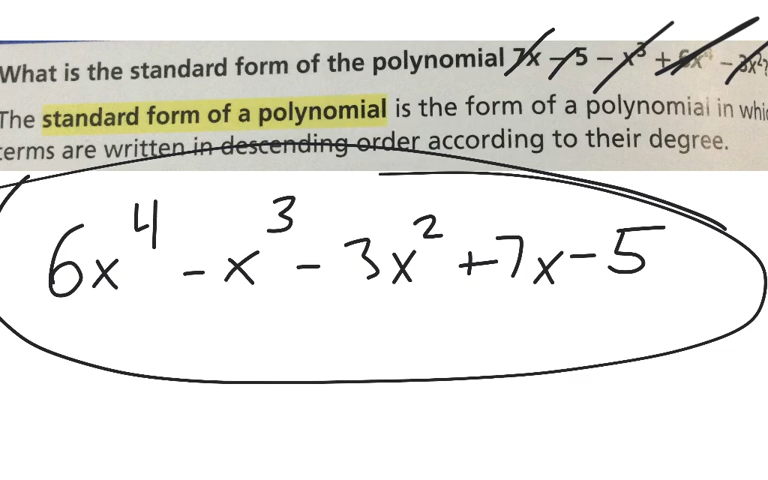 What is the standard form of the polynomial 7x – 5 – x³ + 6x⁴ – 3x²?
The standard form of a polynomial is the form of a polynomial in
terms are written in descending order according to their degree.
6x⁴ - x³ - 3x² + 7x - 5